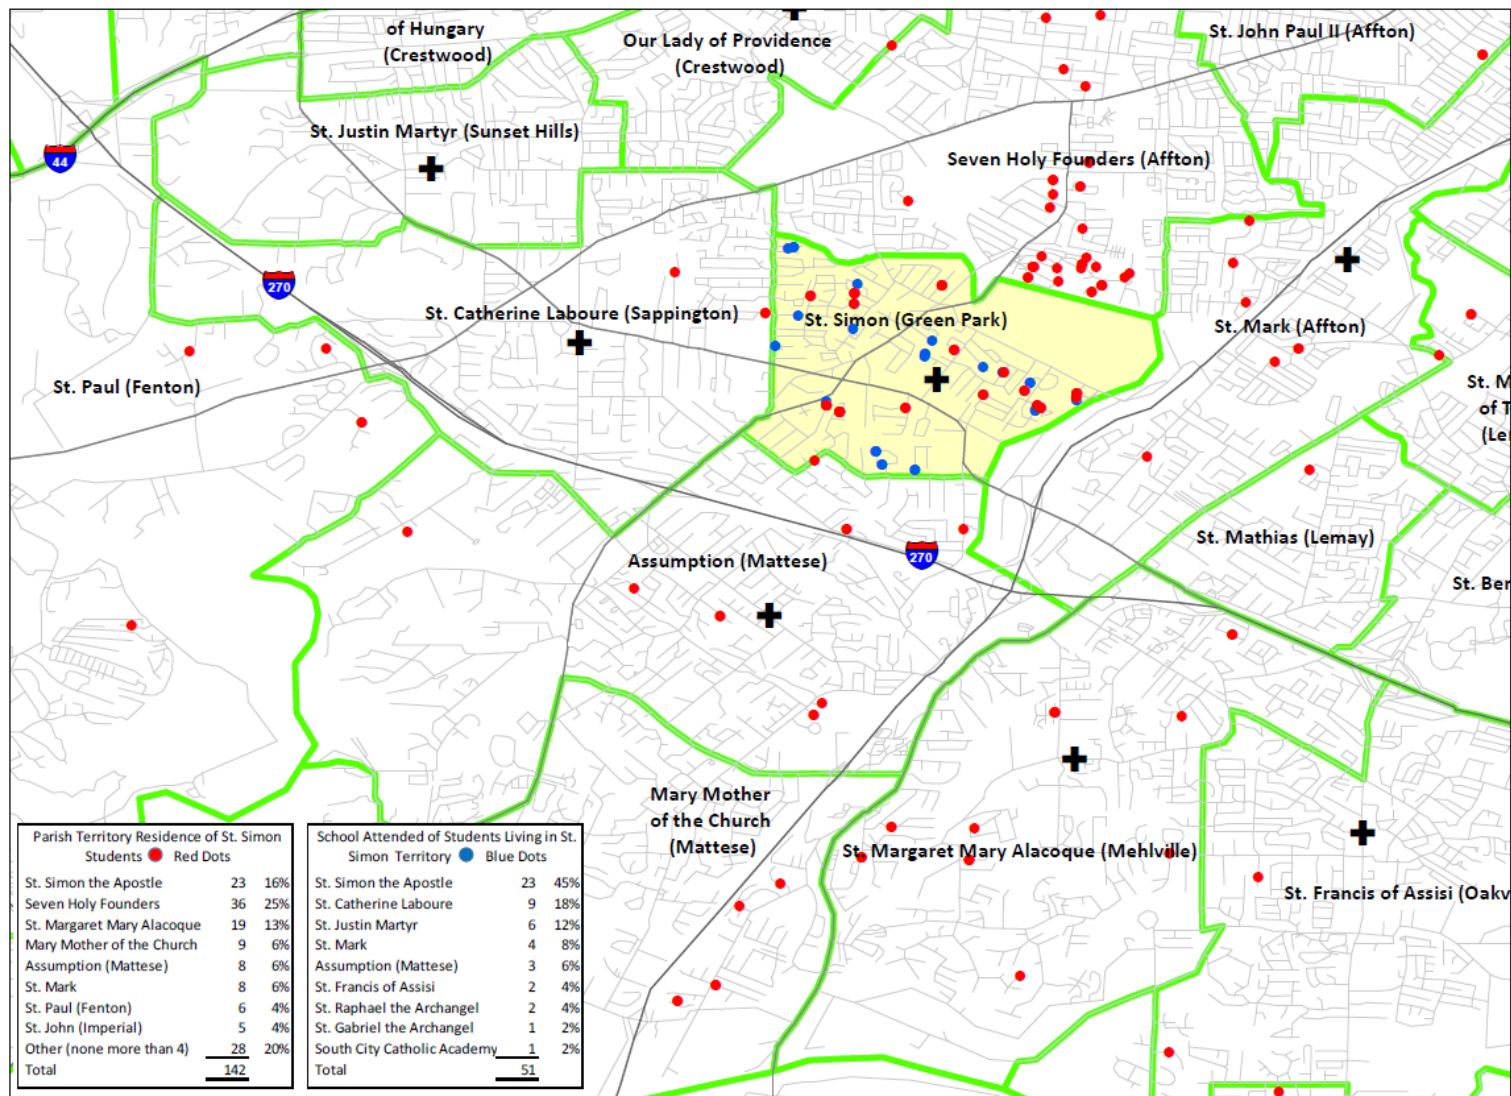 of Hungary
(Crestwood)
Our Lady of Providence
(Crestwood)
St. John Paul II (Affton)
St. Justin Martyr (Sunset Hills)
44
Seven Holy Founders (Affton)
270
St. Catherine Laboure (Sappington)
St. Simon (Green Park)
St. Mark (Affton)
St. Paul (Fenton)
St. M
of T
(Le
St. Mathias (Lemay)
Assumption (Mattese)
270
St. Ber
Mary Mother
of the Church
(Mattese)
St. Margaret Mary Alacoque (Mehlville)
St. Francis of Assisi (Oakv
Parish Territory Residence of St. Simon
Students Red Dots
St. Simon the Apostle 23 16%
Seven Holy Founders 36 25%
St. Margaret Mary Alacoque 19 13%
Mary Mother of the Church 9 6%
Assumption (Mattese) 8 6%
St. Mark 8 6%
St. Paul (Fenton) 6 4%
St. John (Imperial) 5 4%
Other (none more than 4) 28 20%
Total 142
School Attended of Students Living in St.
Simon Territory Blue Dots
St. Simon the Apostle 23 45%
St. Catherine Laboure 9 18%
St. Justin Martyr 6 12%
St. Mark 4 8%
Assumption (Mattese) 3 6%
St. Francis of Assisi 2 4%
St. Raphael the Archangel 2 4%
St. Gabriel the Archangel 1 2%
South City Catholic Academy 1 2%
Total 51